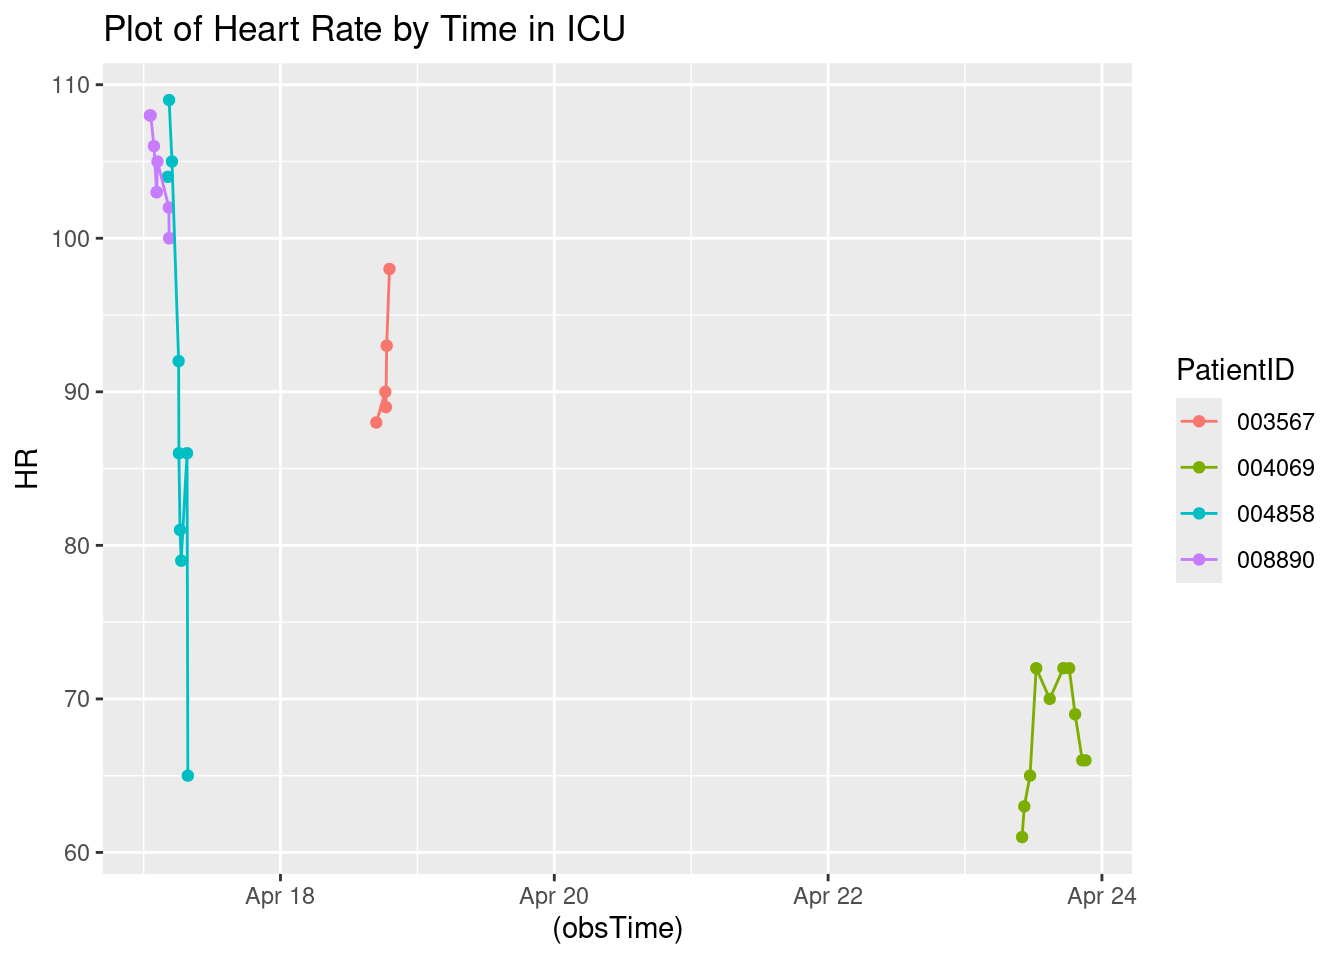 Plot of Heart Rate by Time in ICU
110
100
90
80
70
60
HR
Apr 18
Apr 20
Apr 22
Apr 24
(obsTime)
PatientID
003567
004069
004858
008890